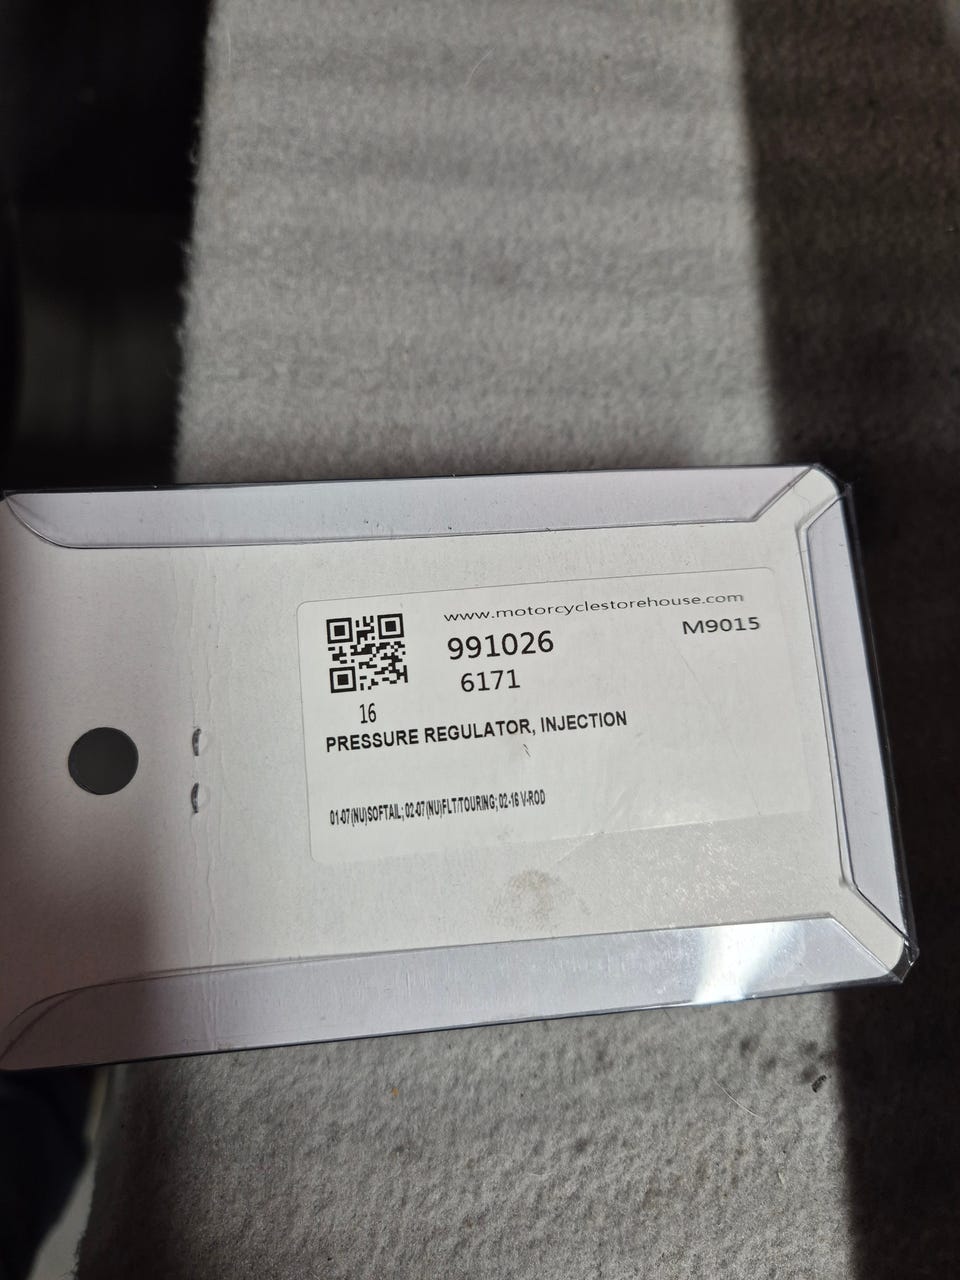 www.motorcyclestorehouse.com
991026
M9015
6171
16
PRESSURE REGULATOR, INJECTION
01-07(NU)SOFTAIL; 02-07(NU)FLT/TOURING; 02-16 V-ROD